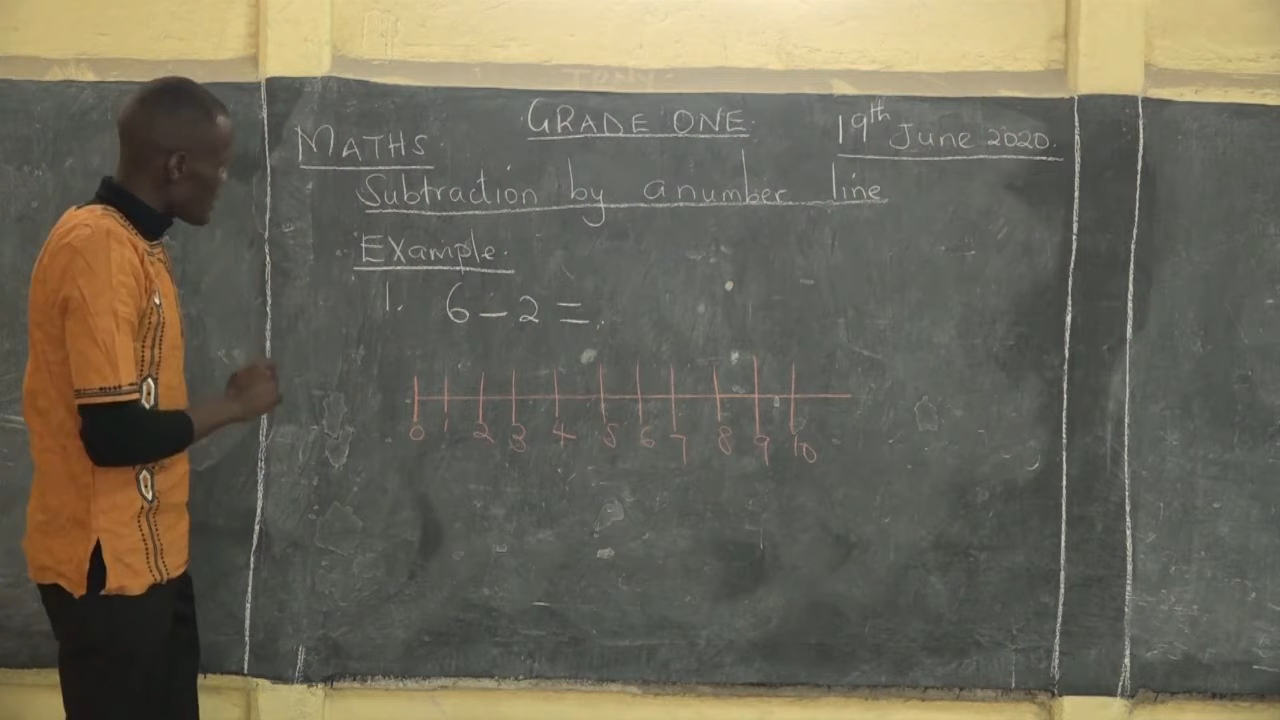 GRADE ONE.
MATHS
19th June 2020.
Subtraction by anumber line
Example.
1. 6 - 2 =
0 1 2 3 4 5 6 7 8 9 10